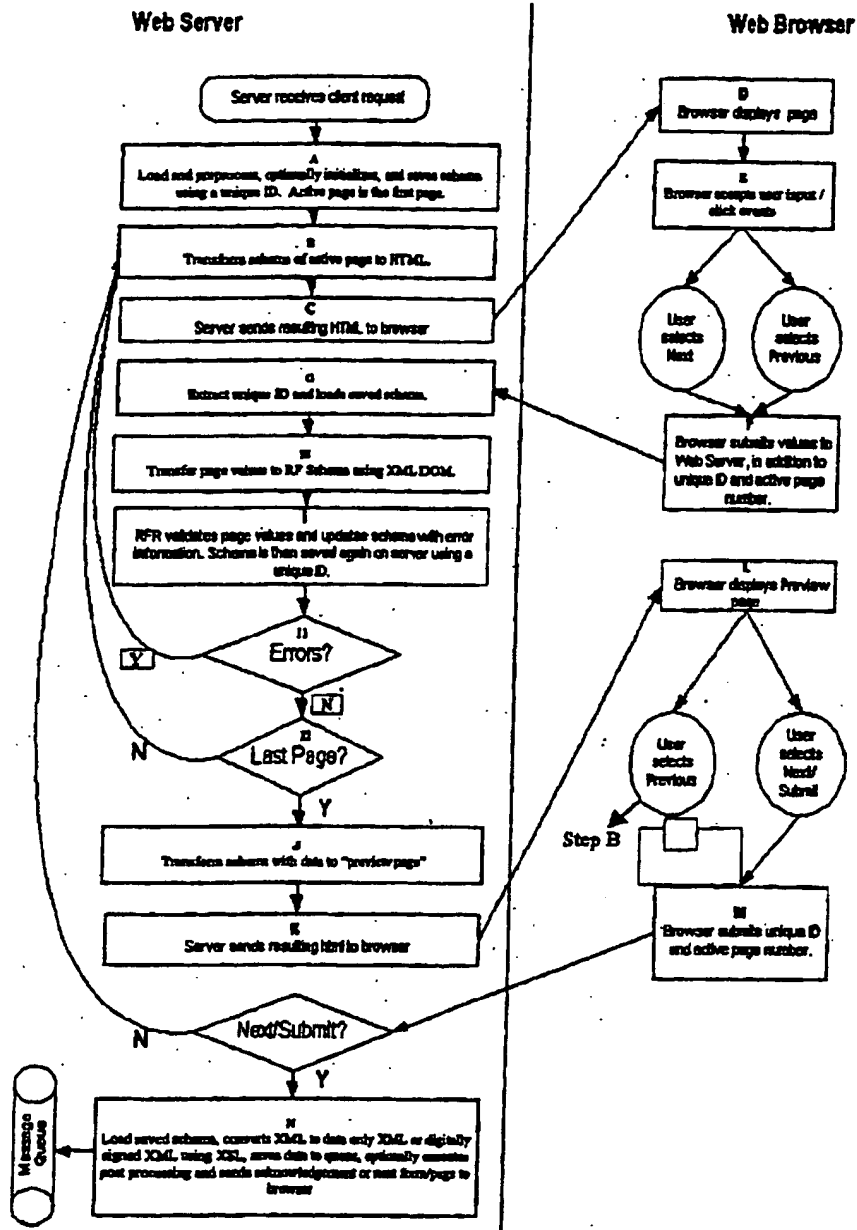 Web Server
Web Browser
Server receives client request
A
Load and preprocess, optionally initializes, and saves schema
using a unique ID. Active page is the first page.
B
Transforms schema of active page to HTML.
C
Server sends resulting HTML to browser
D
Browser displays page
E
Browser accepts user input /
click events
User
selects
Next
User
selects
Previous
F
Browser submits values to
Web Server, in addition to
unique ID and active page
number.
G
Extract unique ID and loads saved schema.
H
Transfer page values to RF Schema using XML DOM.
I
RFR validates page values and updates schema with error
information. Schema is then saved again on server using a
unique ID.
I1
Errors?
Y
N
I2
Last Page?
N
Y
J
Transform schema with data to "preview page"
K
Server sends resulting html to browser
L
Browser displays Preview
page
User
selects
Previous
User
selects
Next/
Submit
Step B
M
Browser submits unique ID
and active page number.
Next/Submit?
N
Y
N
Load saved schema, converts XML to data only XML or digitally
signed XML using XSL, saves data to queue, optionally executes
post processing and sends acknowledgement or next form/page to
browser
Message
Queue